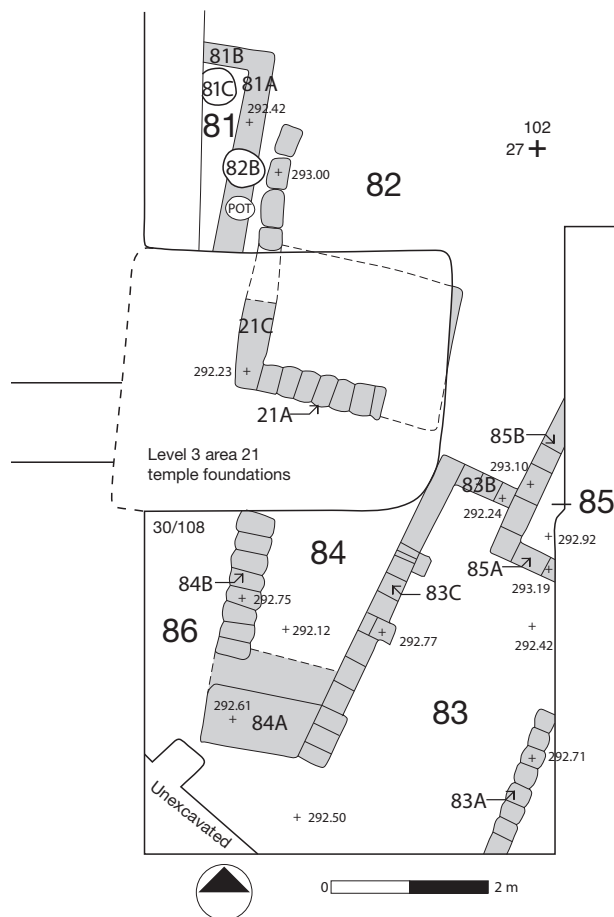 81B
81C
81A
292.42
81
102
27
82B
293.00
82
POT
21C
292.23
21A
85B
Level 3 area 21
temple foundations
293.10
83B
292.24
85
30/108
84
292.92
84B
85A
293.19
292.75
83C
86
292.12
292.77
292.42
292.61
84A
83
292.71
83A
Unexcavated
292.50
0
2 m